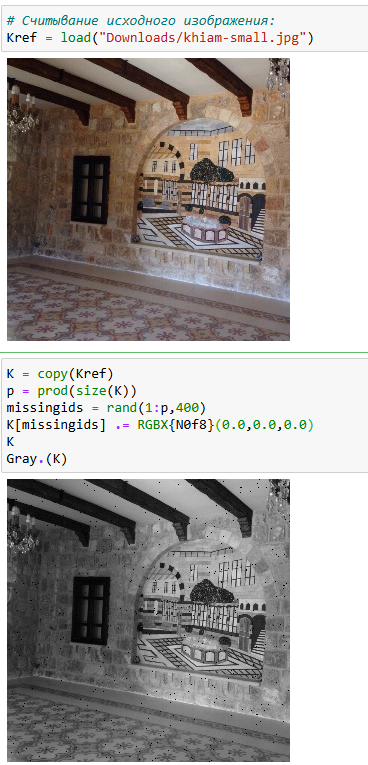 # Считывание исходного изображения:
Kref = load("Downloads/khiam-small.jpg")
K = copy(Kref)
p = prod(size(K))
missingids = rand(1:p,400)
K[missingids] .= RGBX{N0f8}(0.0,0.0,0.0)
K
Gray.(K)